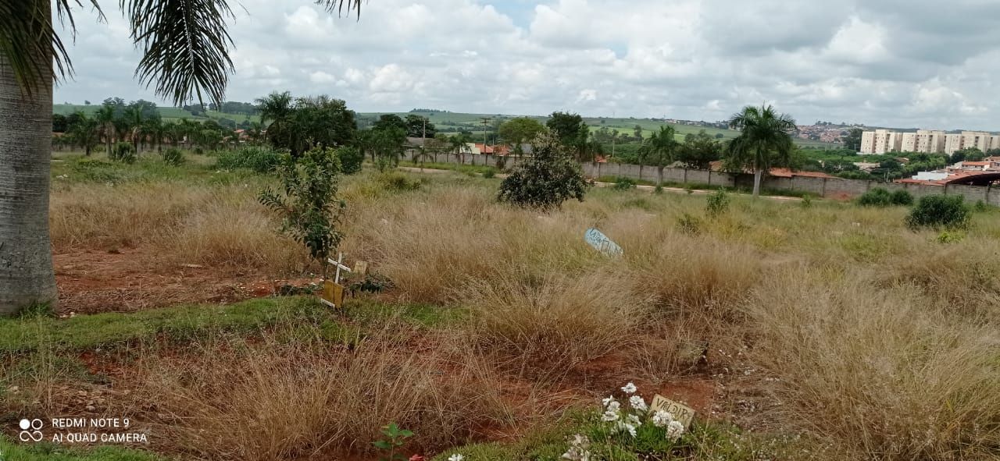 VALDIR
REDMI NOTE 9
AI QUAD CAMERA